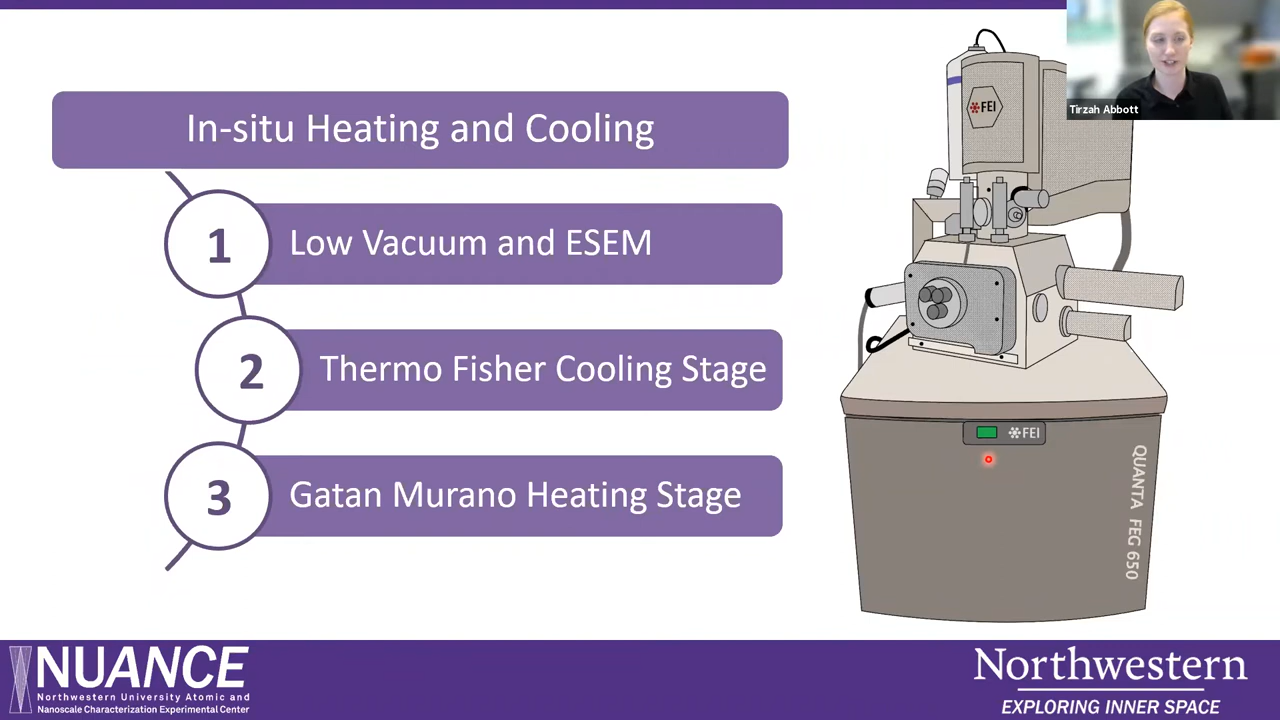 In-situ Heating and Cooling
1
Low Vacuum and ESEM
2
Thermo Fisher Cooling Stage
3
Gatan Murano Heating Stage
FEI
Tirzah Abbott
FEI
QUANTA FEG 650
NUANCE
Northwestern University Atomic and
Nanoscale Characterization Experimental Center
Northwestern
EXPLORING INNER SPACE